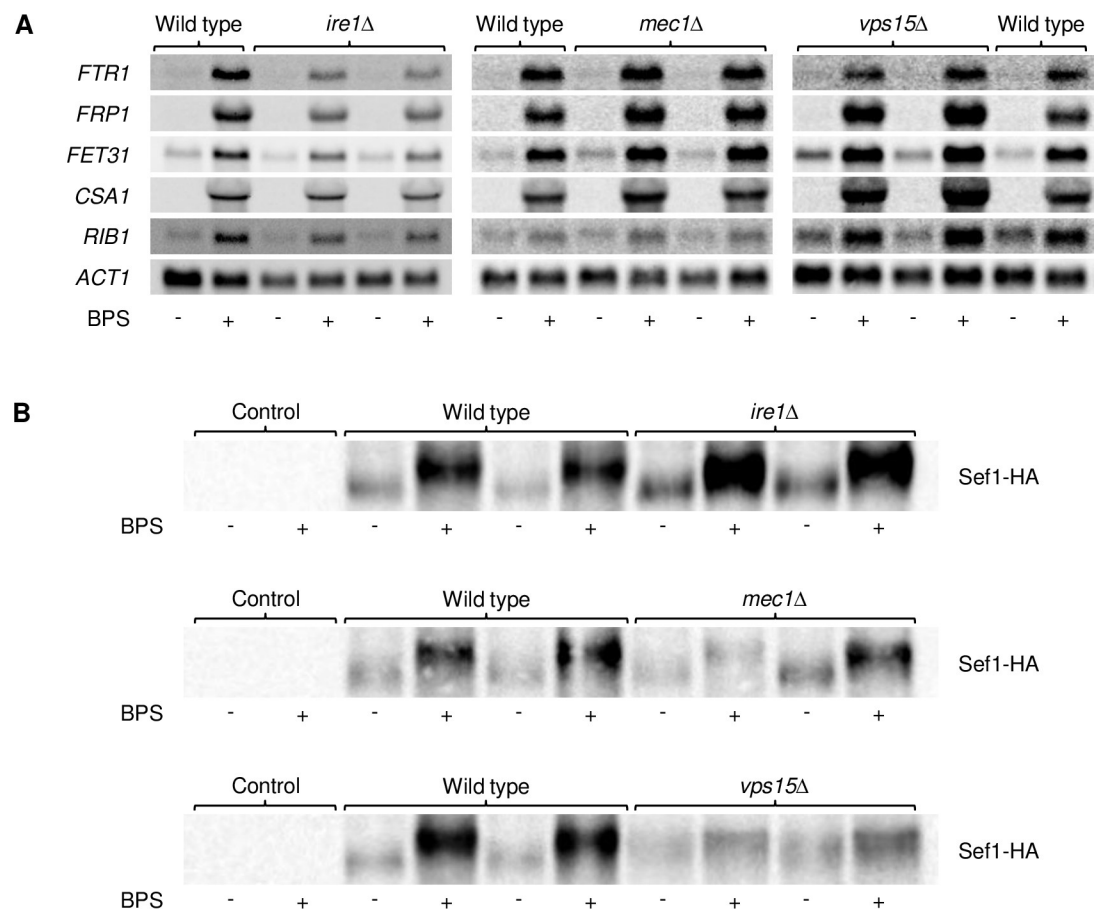 A
Wild type ire1Δ Wild type mec1Δ vps15Δ Wild type
FTR1
FRP1
FET31
CSA1
RIB1
ACT1
BPS - + - + - + - + - + - + - + - + - +
B
Control Wild type ire1Δ
Sef1-HA
BPS - + - + - + - + - +
Control Wild type mec1Δ
Sef1-HA
BPS - + - + - + - + - +
Control Wild type vps15Δ
Sef1-HA
BPS - + - + - + - + - +